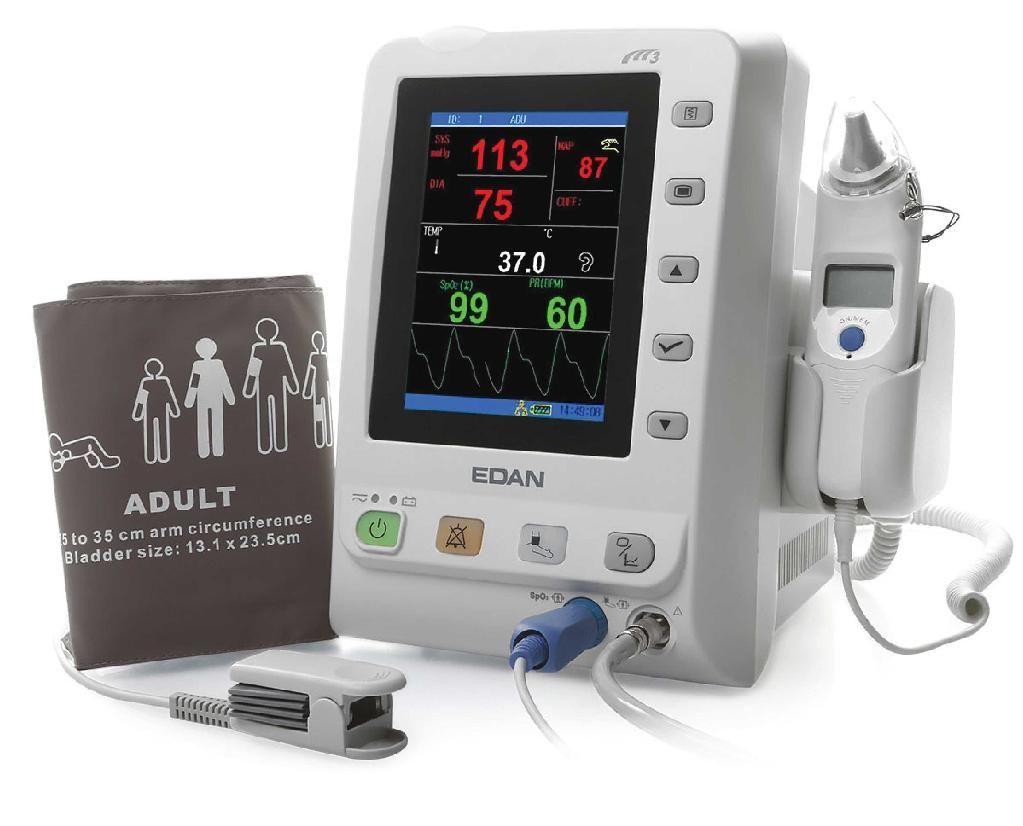 m3
ID: 1 ADU
SYS
mmHg
113
MAP
87
DIA
75
CUFF:
TEMP
°C
37.0
SpO₂(%)
PR(BPM)
99
60
14:49:08
EDAN
SpO₂
ADULT
5 to 35 cm arm circumference
Bladder size: 13.1 x 23.5cm